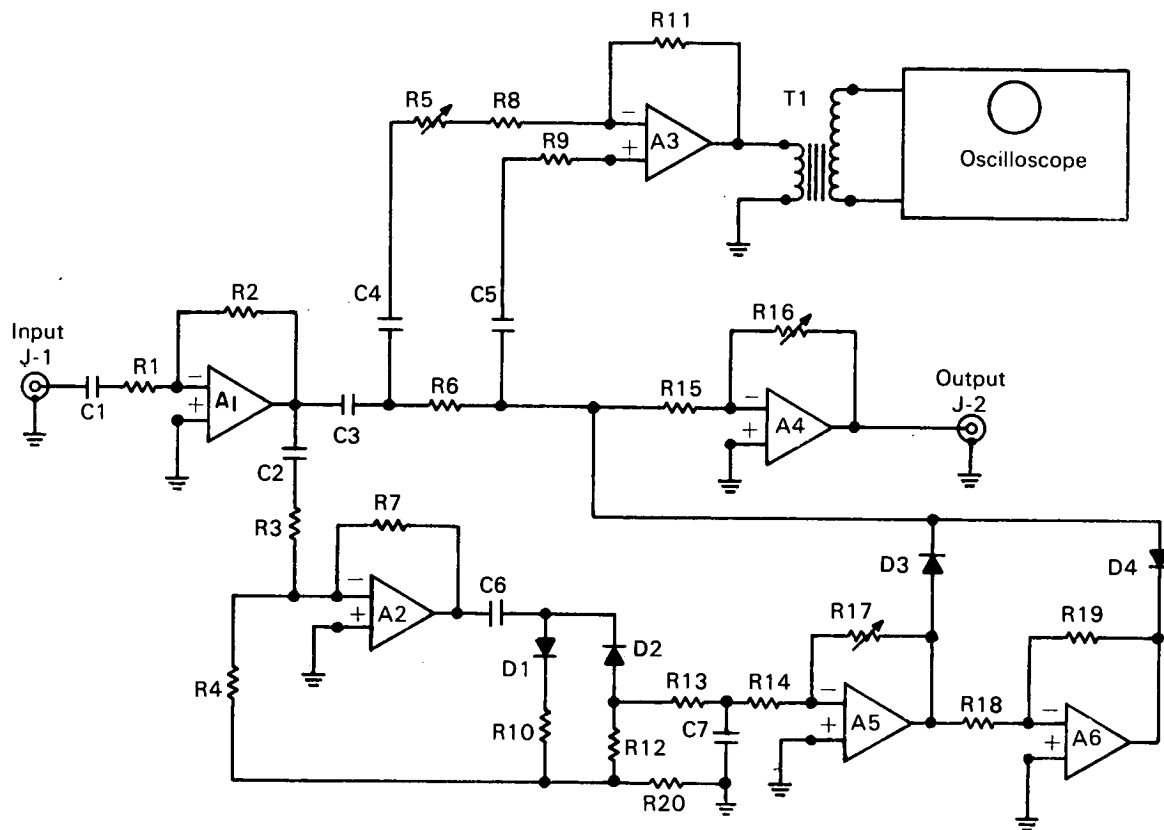 R11
R5
R8
−
A3
+
R9
T1
Oscilloscope
C4
C5
R2
Input
J-1
R1
−
A1
+
C1
C3
R6
R16
R15
−
A4
+
Output
J-2
C2
R3
R7
−
A2
+
C6
D3
D4
R4
D1
D2
R17
R19
R13
R14
−
A5
+
R18
−
A6
+
R10
R12
C7
R20